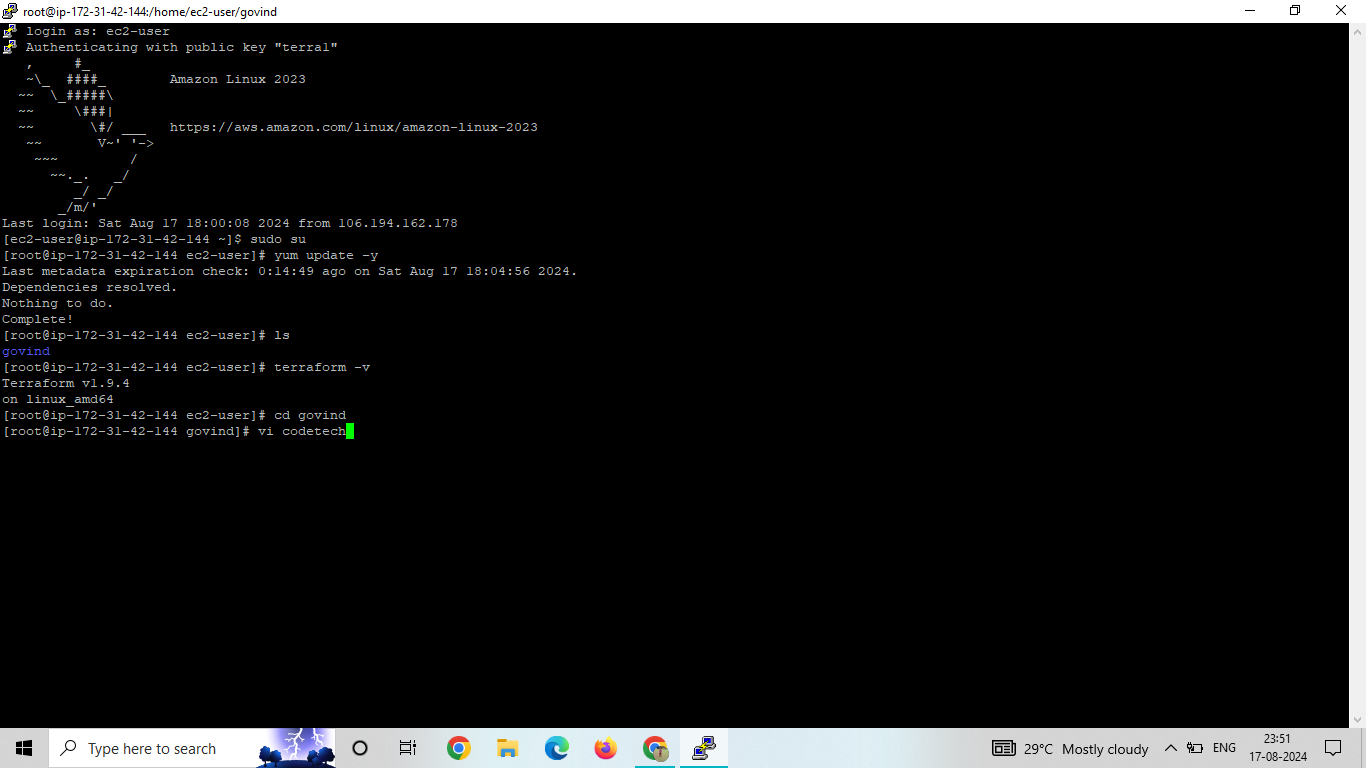 root@ip-172-31-42-144:/home/ec2-user/govind
login as: ec2-user
Authenticating with public key "terra1"
   ,     #_
   ~\_  ####_        Amazon Linux 2023
  ~~  \_#####\
  ~~     \###|
  ~~       \#/ ___   https://aws.amazon.com/linux/amazon-linux-2023
   ~~       V~' '->
    ~~~         /
      ~~._.   _/
         _/ _/
       _/m/'
Last login: Sat Aug 17 18:00:08 2024 from 106.194.162.178
[ec2-user@ip-172-31-42-144 ~]$ sudo su
[root@ip-172-31-42-144 ec2-user]# yum update -y
Last metadata expiration check: 0:14:49 ago on Sat Aug 17 18:04:56 2024.
Dependencies resolved.
Nothing to do.
Complete!
[root@ip-172-31-42-144 ec2-user]# ls
govind
[root@ip-172-31-42-144 ec2-user]# terraform -v
Terraform v1.9.4
on linux_amd64
[root@ip-172-31-42-144 ec2-user]# cd govind
[root@ip-172-31-42-144 govind]# vi codetech
Type here to search
29°C Mostly cloudy
ENG
23:51
17-08-2024